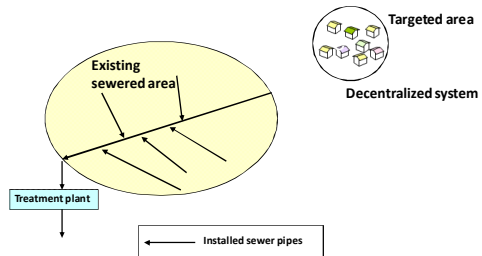 Targeted area
Existing
sewered area
Decentralized system
Treatment plant
Installed sewer pipes